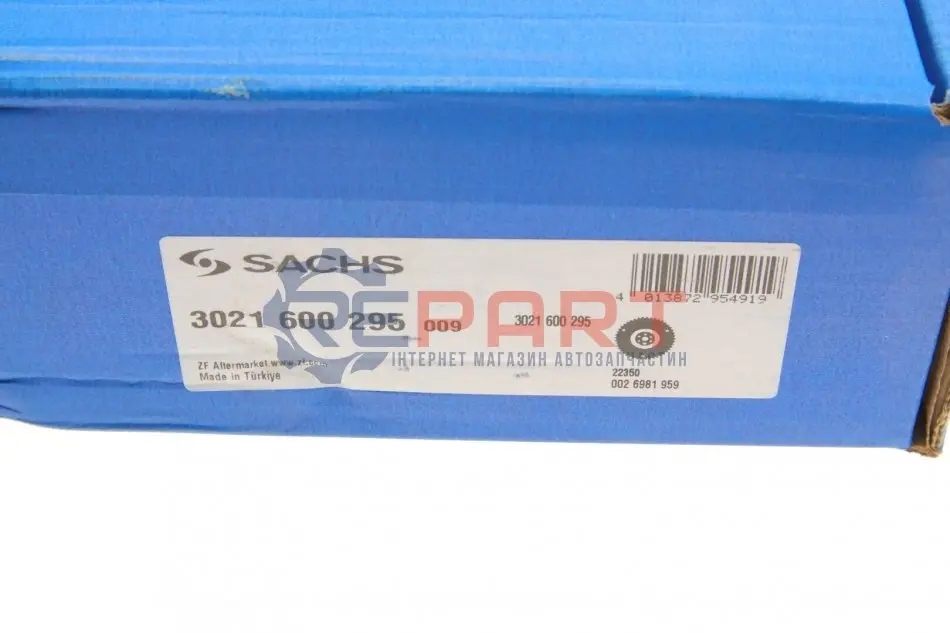 SACHS
4 013872 954919
3021 600 295 009
3021 600 295
REPART
ІНТЕРНЕТ МАГАЗИН АВТОЗАПЧАСТИН
ZF Aftermarket
Made in Türkiye
22350
002 6981 959